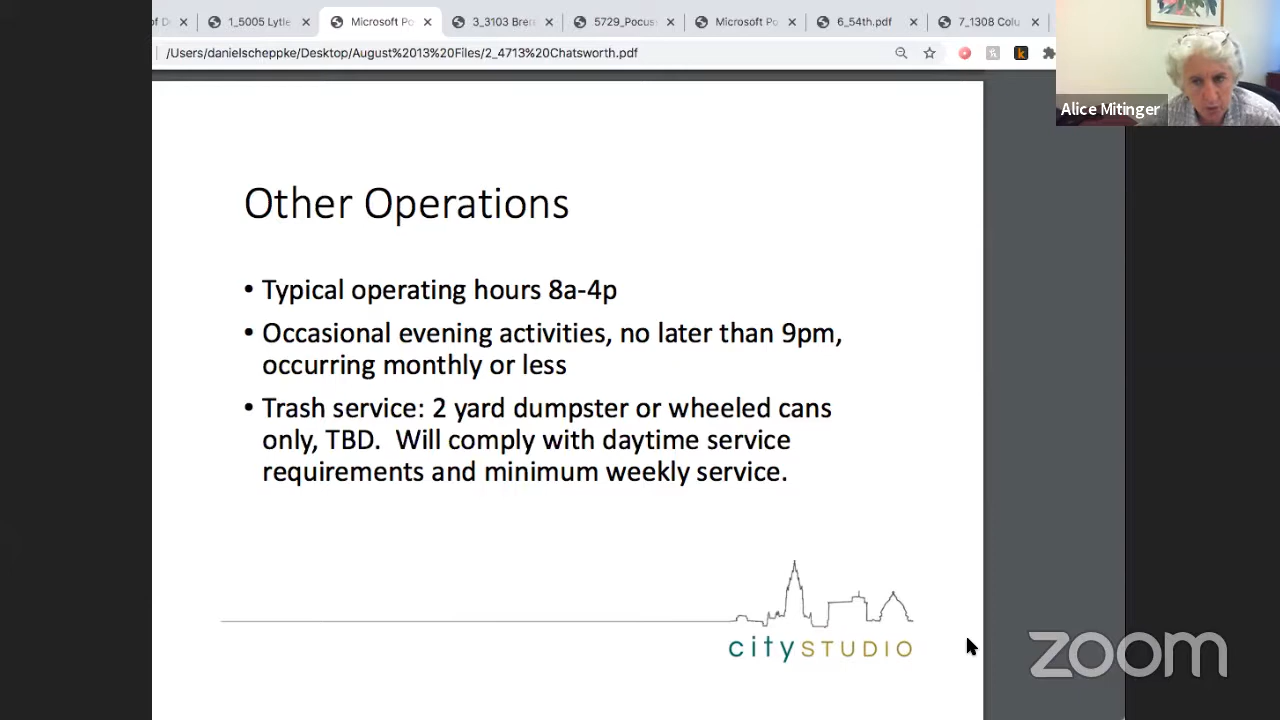 of D
1_5005 Lytle
Microsoft Po
3_3103 Brere
5729_Pocus
Microsoft Po
6_54th.pdf
7_1308 Colu
/Users/danielscheppke/Desktop/August%2013%20Files/2_4713%20Chatsworth.pdf
Alice Mitinger
Other Operations
• Typical operating hours 8a-4p
• Occasional evening activities, no later than 9pm,
occurring monthly or less
• Trash service: 2 yard dumpster or wheeled cans
only, TBD. Will comply with daytime service
requirements and minimum weekly service.
citySTUDIO
zoom